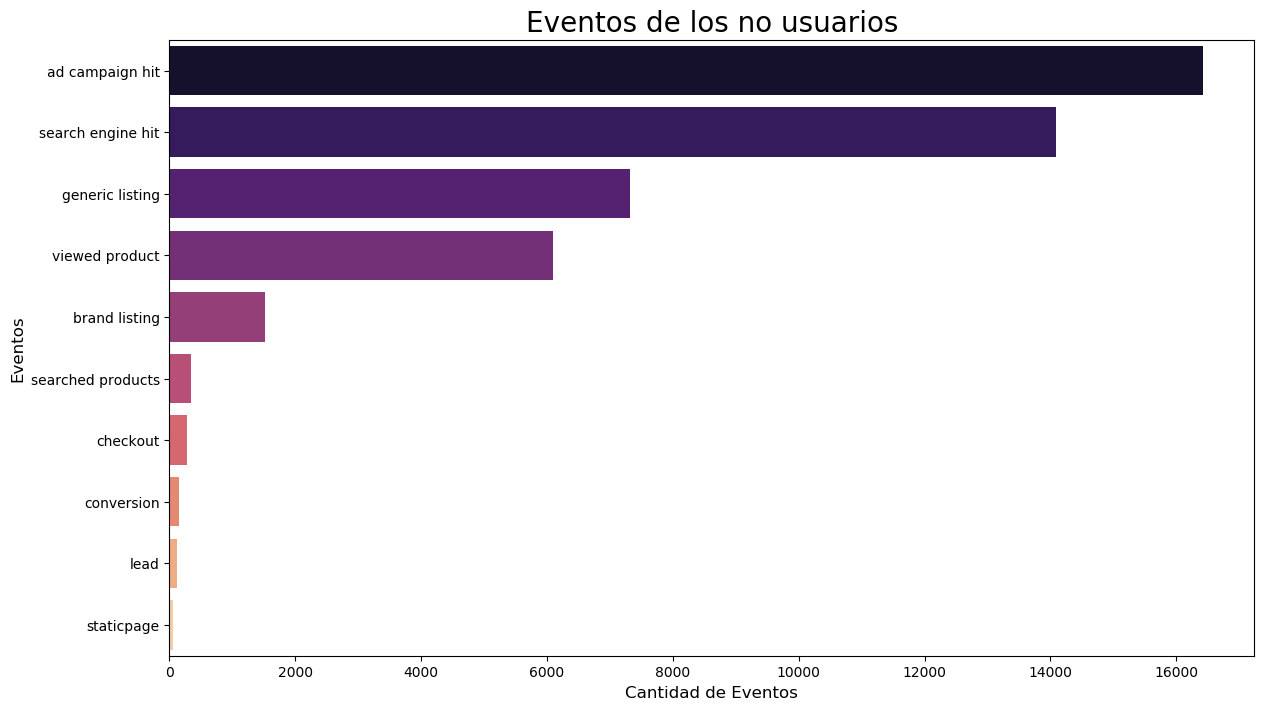 Eventos de los no usuarios
Eventos
ad campaign hit
search engine hit
generic listing
viewed product
brand listing
searched products
checkout
conversion
lead
staticpage
0 2000 4000 6000 8000 10000 12000 14000 16000
Cantidad de Eventos